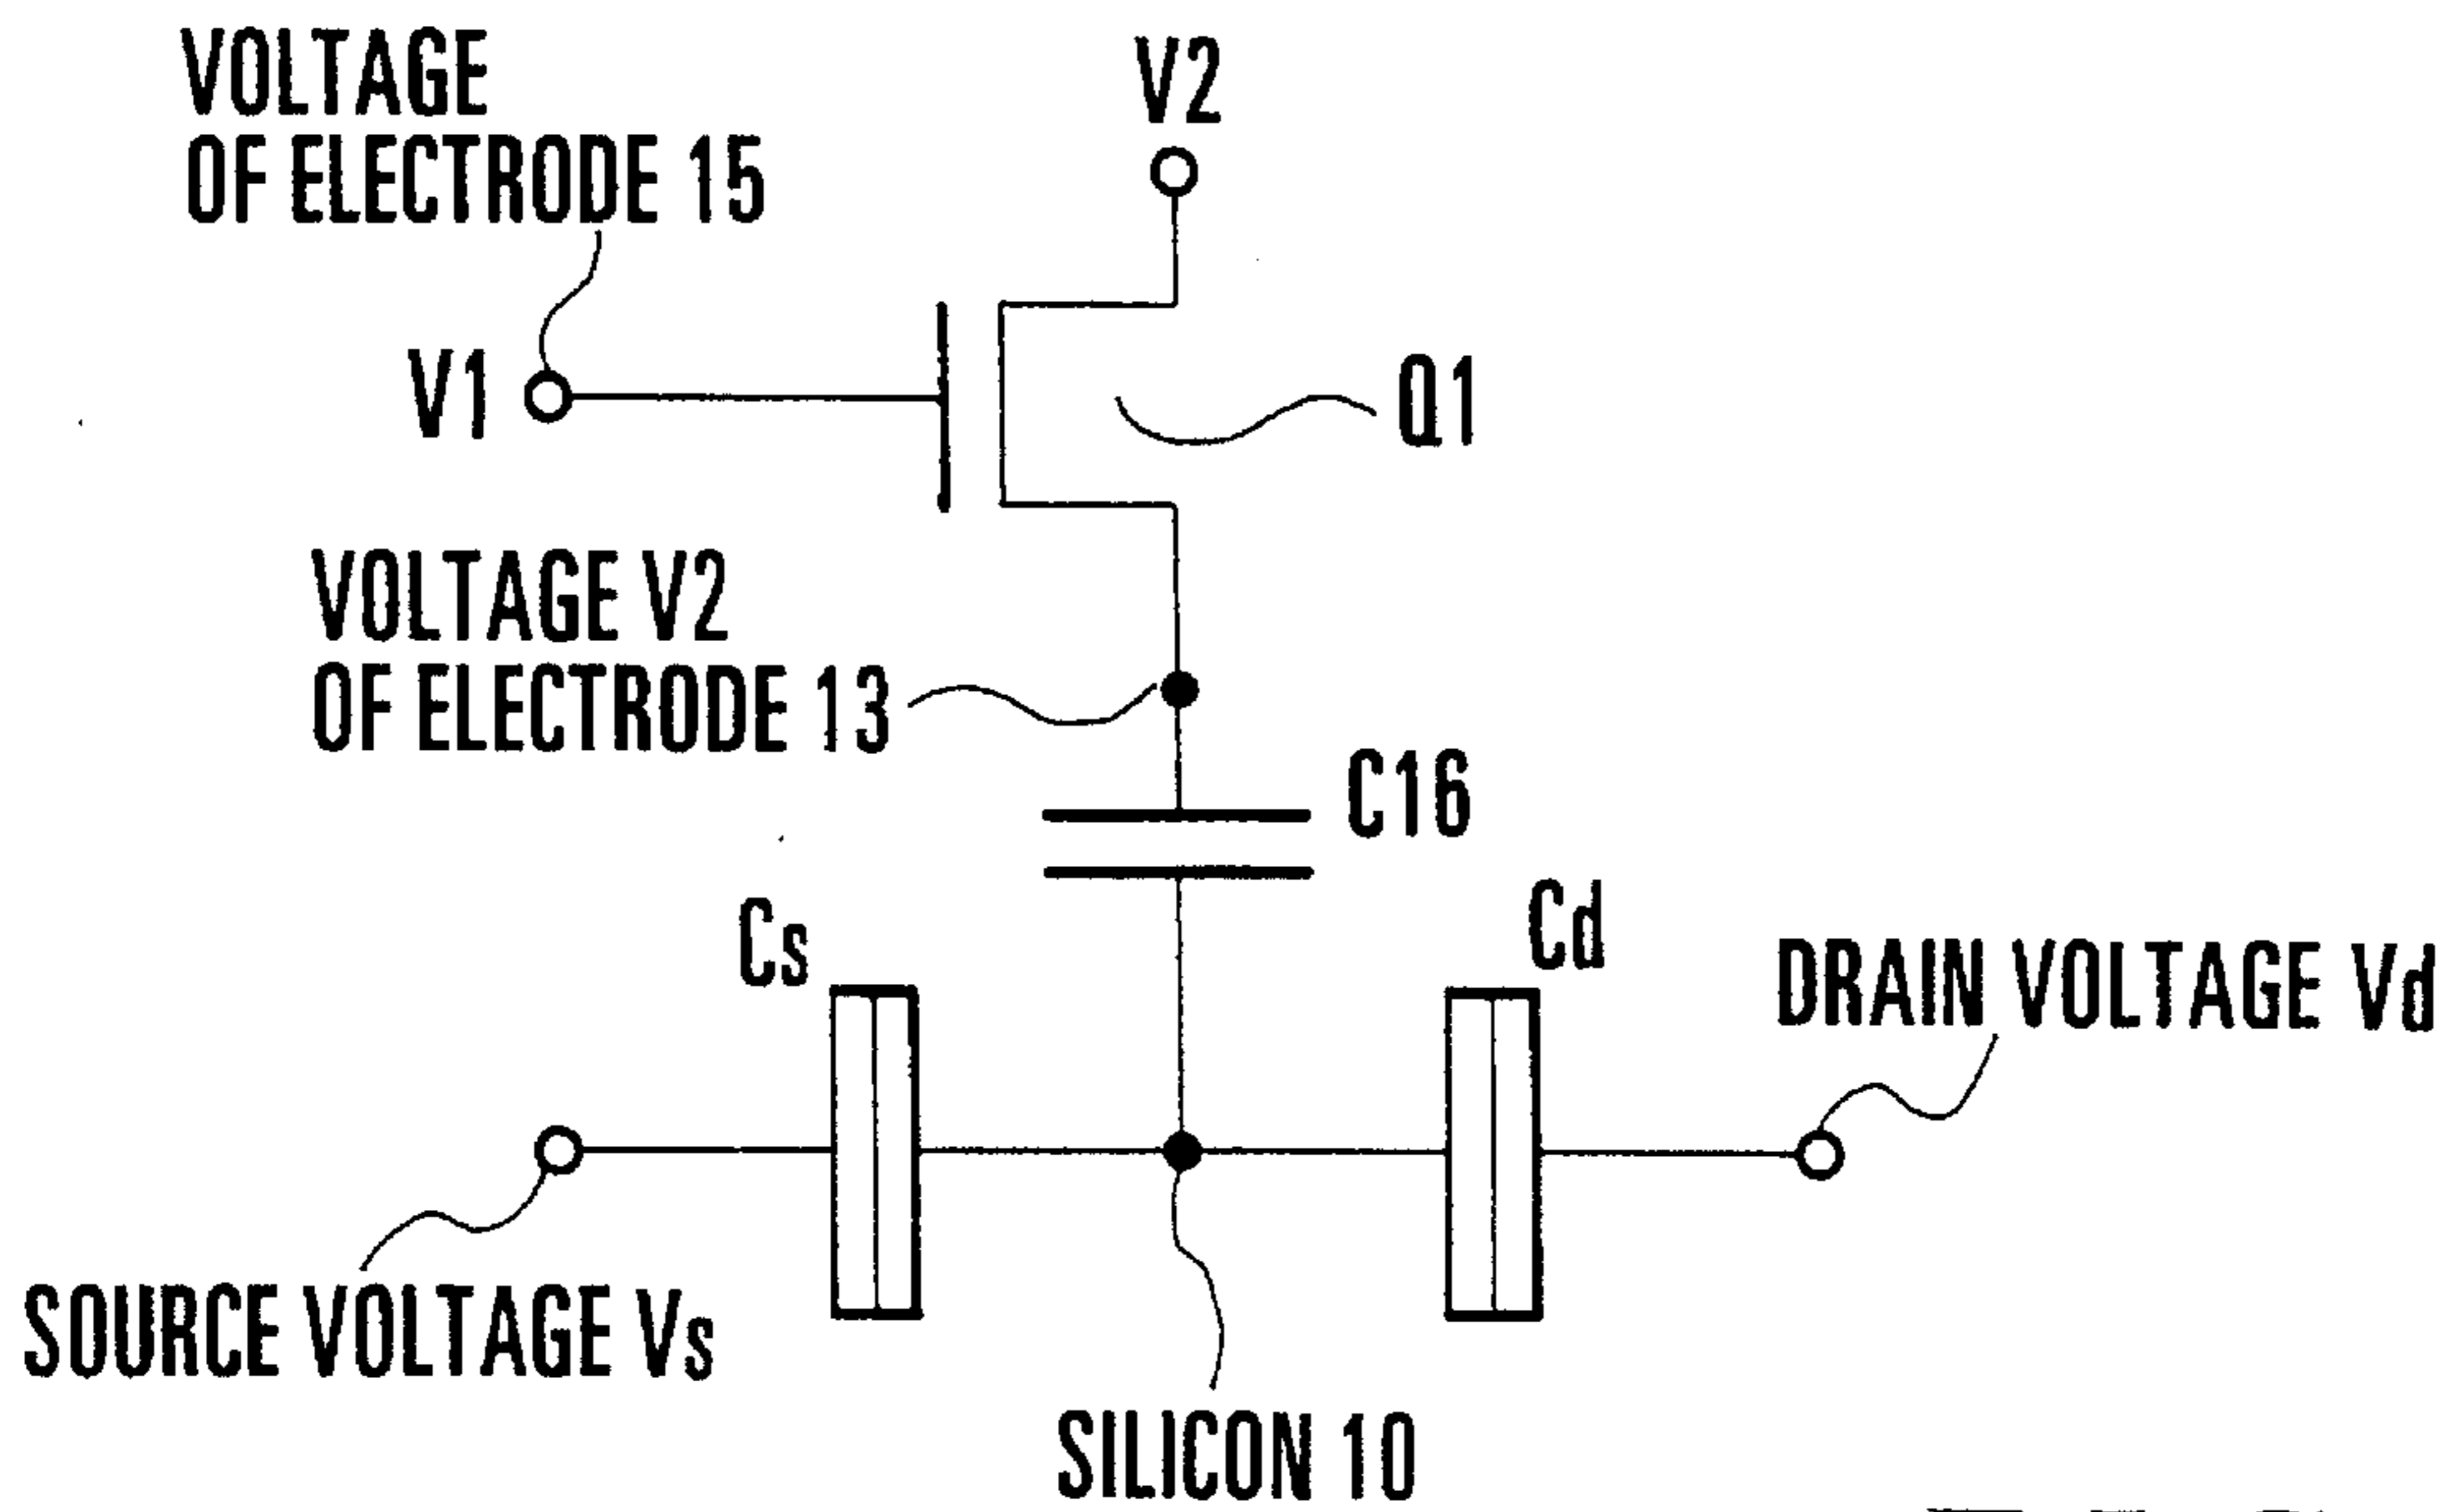 VOLTAGE
OF ELECTRODE 15
V2
V1
Q1
VOLTAGE V2
OF ELECTRODE 13
C16
Cs
Cd
DRAIN VOLTAGE Vd
SOURCE VOLTAGE Vs
SILICON 10